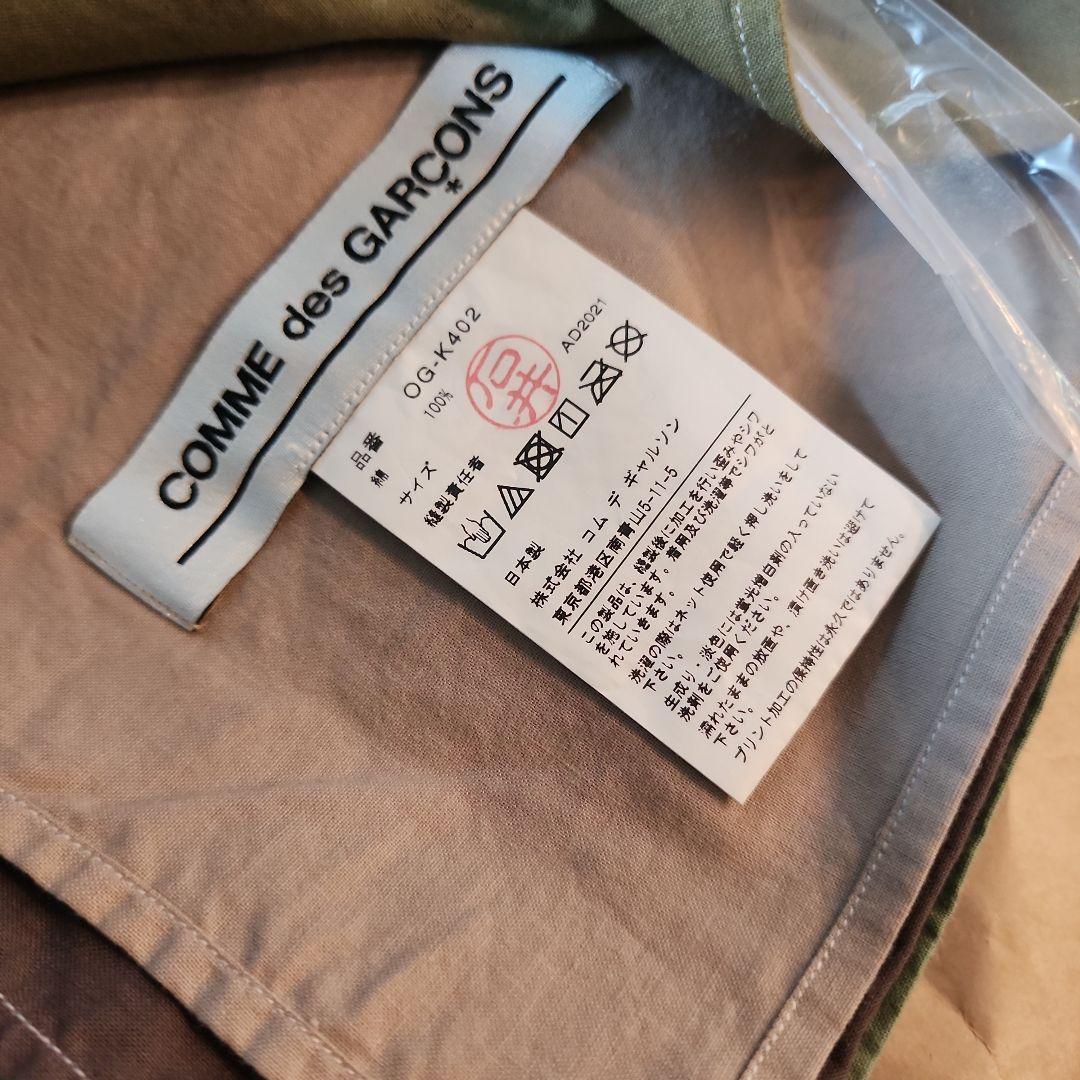 COMME des GARÇONS
*
品番 OG-K402
綿 100%
サイズ
縫製責任者 石井 AD2021
日本製
株式会社 コム デ ギャルソン
東京都港区南青山5-11-5
この製品は、縫製後に加工を行い歪みやシワ
を施しています。着用及び洗濯等でシワがと
れていきます。
洗濯の際はネット使用で軽く押し洗いをして
下さい。
生成り・淡色には蛍光増白剤の入っていない
洗剤をご使用ください。
濡れたままの放置や、漬け置き洗いは避けて
下さい。
プリント加工の保持性は永久ではありません。